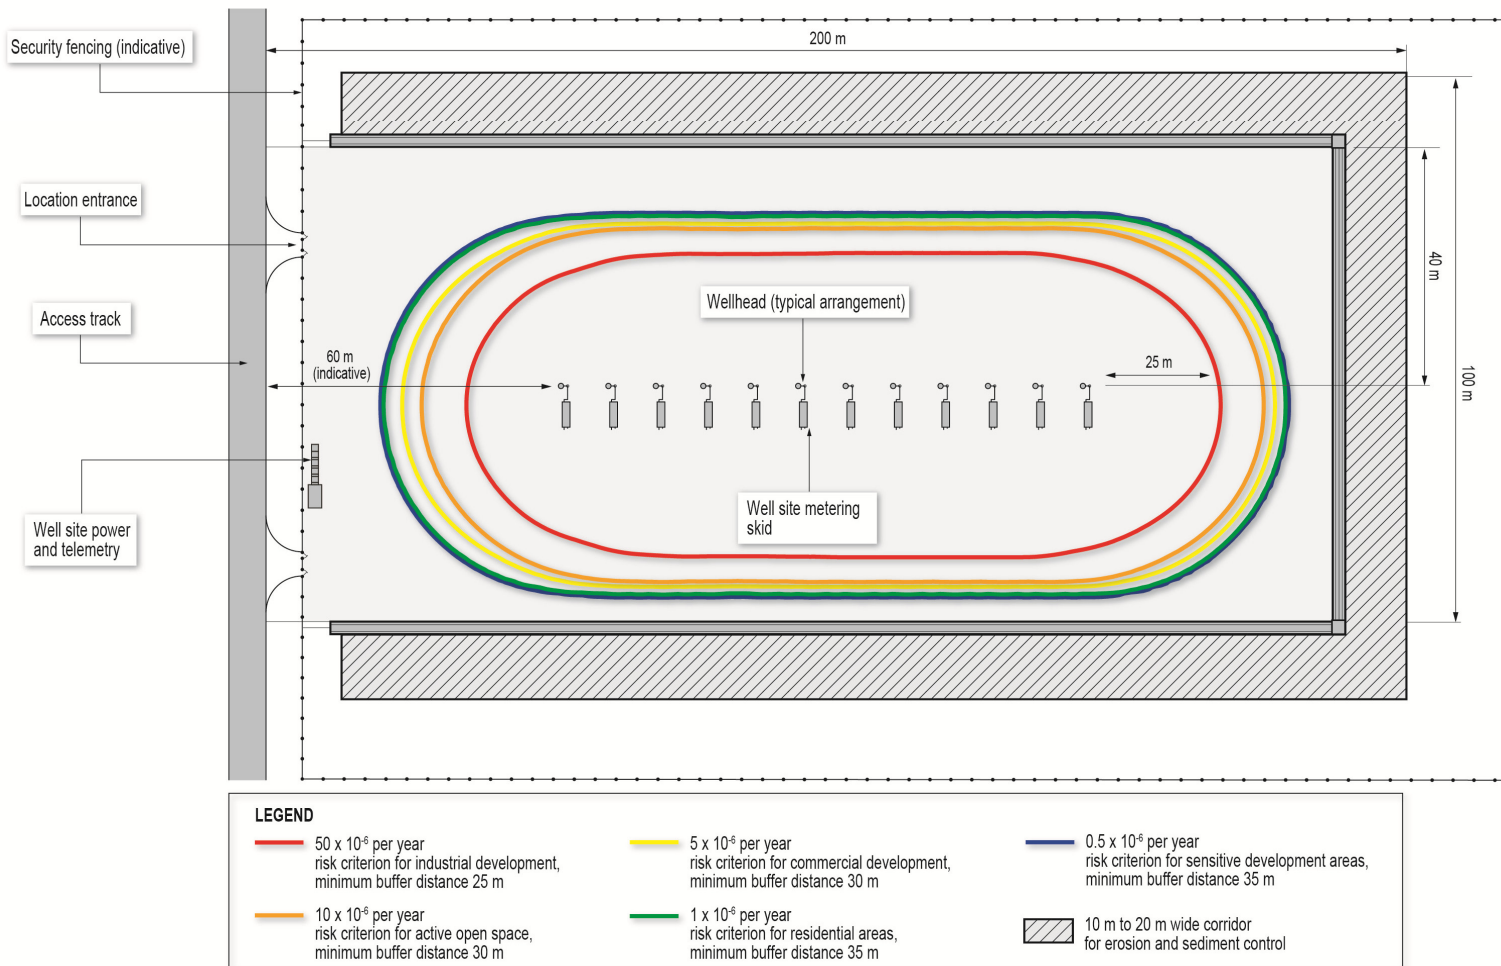 200 m
Security fencing (indicative)
Location entrance
40 m
Wellhead (typical arrangement)
Access track
60 m
(indicative)
25 m
100 m
Well site metering
skid
Well site power
and telemetry
LEGEND
50 x 10⁻⁶ per year
risk criterion for industrial development,
minimum buffer distance 25 m
10 x 10⁻⁶ per year
risk criterion for active open space,
minimum buffer distance 30 m
5 x 10⁻⁶ per year
risk criterion for commercial development,
minimum buffer distance 30 m
1 x 10⁻⁶ per year
risk criterion for residential areas,
minimum buffer distance 35 m
0.5 x 10⁻⁶ per year
risk criterion for sensitive development areas,
minimum buffer distance 35 m
10 m to 20 m wide corridor
for erosion and sediment control